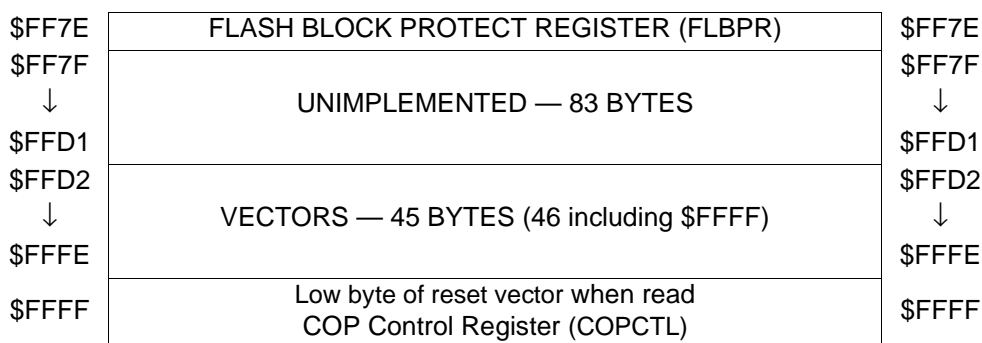 $FF7E FLASH BLOCK PROTECT REGISTER (FLBPR) $FF7E
$FF7F $FF7F
↓ UNIMPLEMENTED — 83 BYTES ↓
$FFD1 $FFD1
$FFD2 $FFD2
↓ VECTORS — 45 BYTES (46 including $FFFF) ↓
$FFFE $FFFE
$FFFF Low byte of reset vector when read $FFFF
COP Control Register (COPCTL)